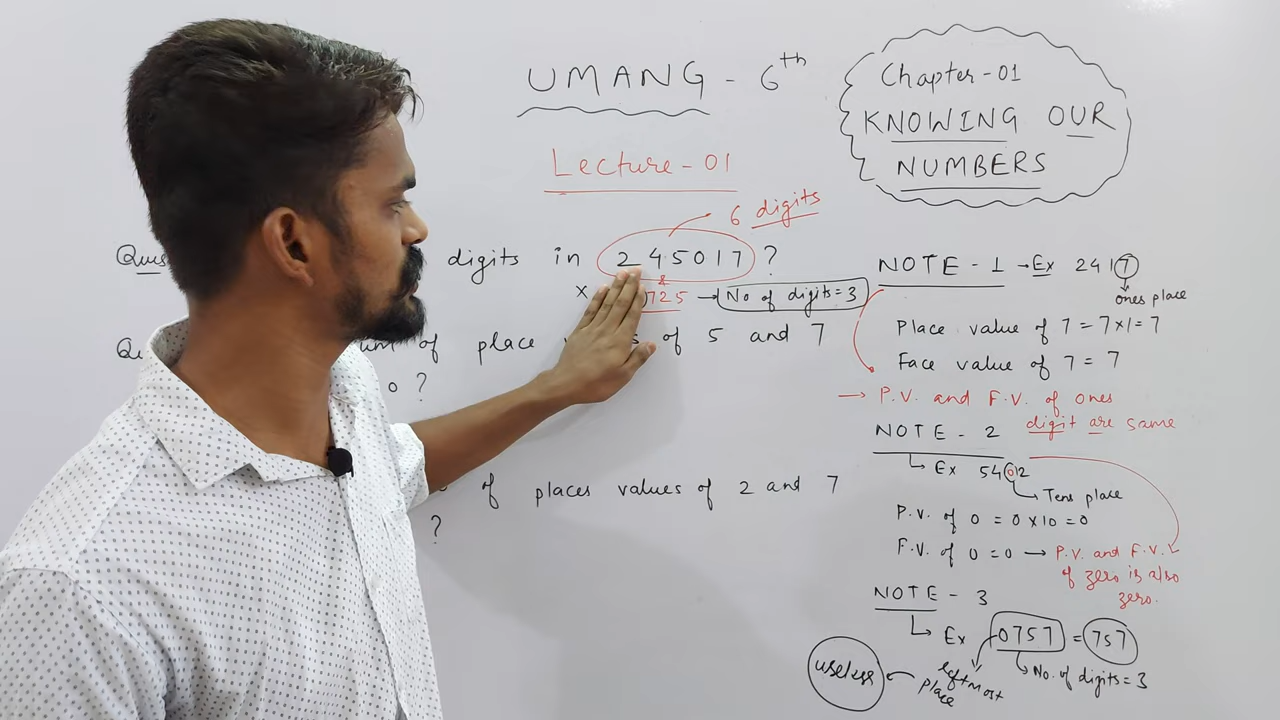 UMANG - 6th
Chapter-01
KNOWING OUR
NUMBERS
Lecture-01
6 digits
digits in 245017 ?
x 725 → No of digits=3
of place of 5 and 7
?
of places values of 2 and 7
?
NOTE-1 → Ex 2417
ones place
Place value of 7 = 7×1=7
Face value of 7 = 7
→ P.V. and F.V. of ones
digit are same
NOTE - 2
Ex 5402
Tens place
P.V. of 0 = 0×10=0
F.V. of 0=0 → P.V. and F.V.
of zero is also
zero.
NOTE - 3
Ex 0757 = 757
useless leftmost place
No. of digits=3